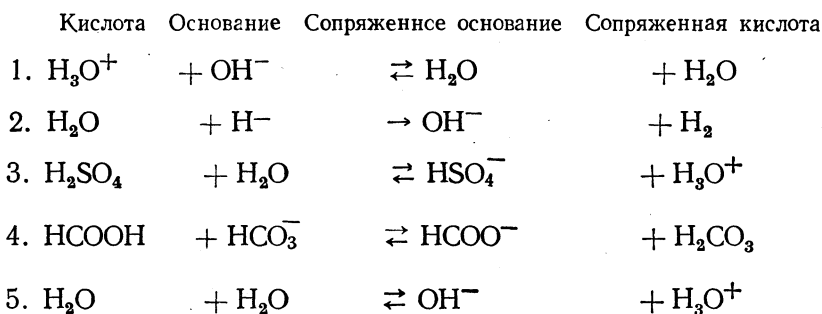 Кислота Основание Сопряженнсе основание Сопряженная кислота
1. H₃O⁺ + OH⁻ ⇄ H₂O + H₂O
2. H₂O + H⁻ → OH⁻ + H₂
3. H₂SO₄ + H₂O ⇄ HSO₄⁻ + H₃O⁺
4. HCOOH + HCO₃⁻ ⇄ HCOO⁻ + H₂CO₃
5. H₂O + H₂O ⇄ OH⁻ + H₃O⁺